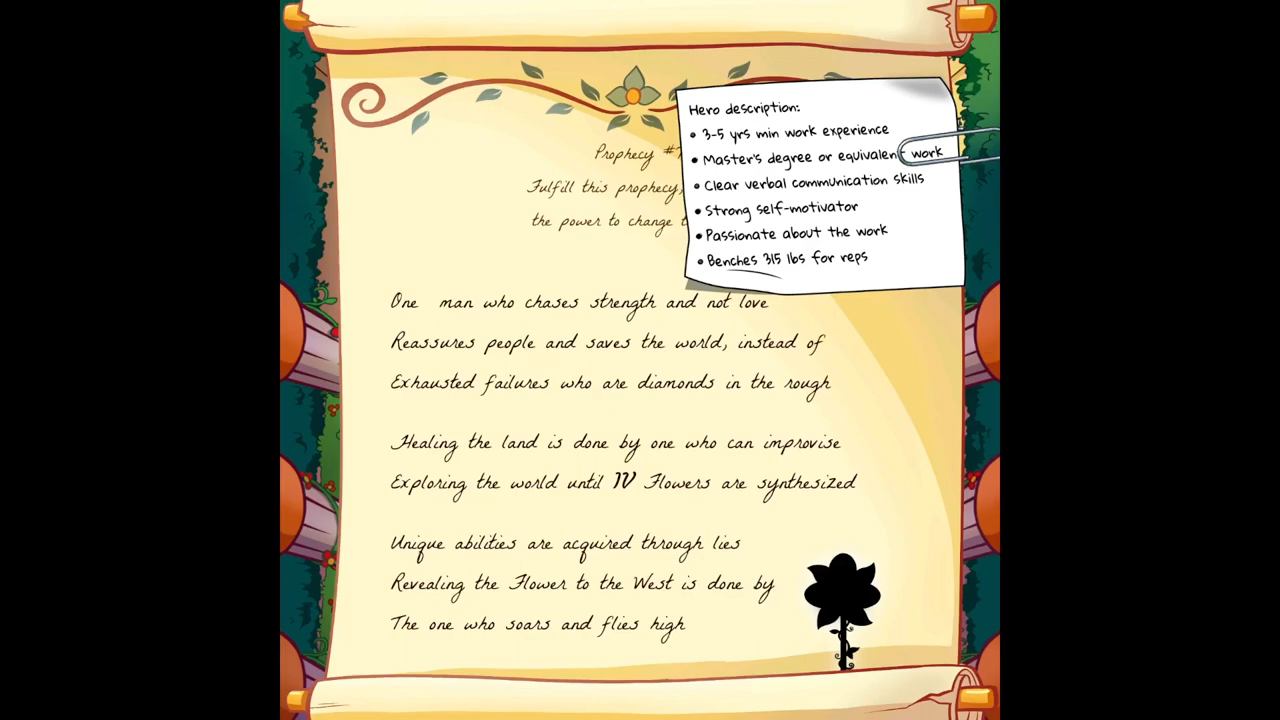 Prophecy #
Fulfill this prophecy,
the power to change
Hero description:
• 3-5 yrs min work experience
• Master's degree or equivalent work
• Clear verbal communication skills
• Strong self-motivator
• Passionate about the work
• Benches 315 lbs for reps
One man who chases strength and not love
Reassures people and saves the world, instead of
Exhausted failures who are diamonds in the rough
Healing the land is done by one who can improvise
Exploring the world until IV Flowers are synthesized
Unique abilities are acquired through lies
Revealing the Flower to the West is done by
The one who soars and flies high